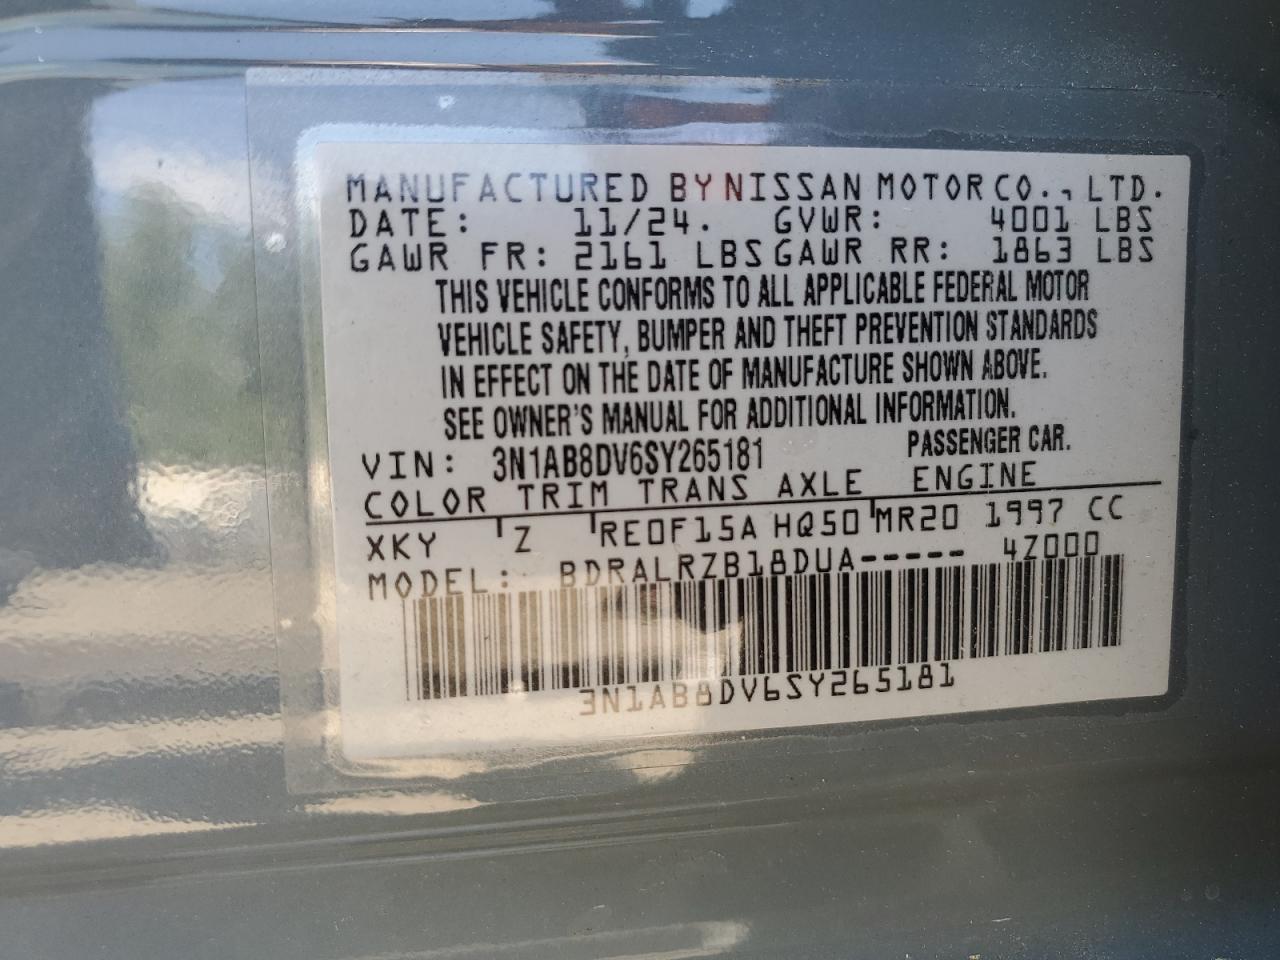 MANUFACTURED BY NISSAN MOTOR CO., LTD.
DATE: 11/24. GVWR: 4001 LBS
GAWR FR: 2161 LBS GAWR RR: 1863 LBS
THIS VEHICLE CONFORMS TO ALL APPLICABLE FEDERAL MOTOR
VEHICLE SAFETY, BUMPER AND THEFT PREVENTION STANDARDS
IN EFFECT ON THE DATE OF MANUFACTURE SHOWN ABOVE.
SEE OWNER'S MANUAL FOR ADDITIONAL INFORMATION.
VIN: 3N1AB8DV6SY265181 PASSENGER CAR.
COLOR TRIM TRANS AXLE ENGINE
XKY Z RE0F15A HQ50 MR20 1997 CC
MODEL: BDRALRZB18DUA----- 4Z000
3N1AB8DV6SY265181